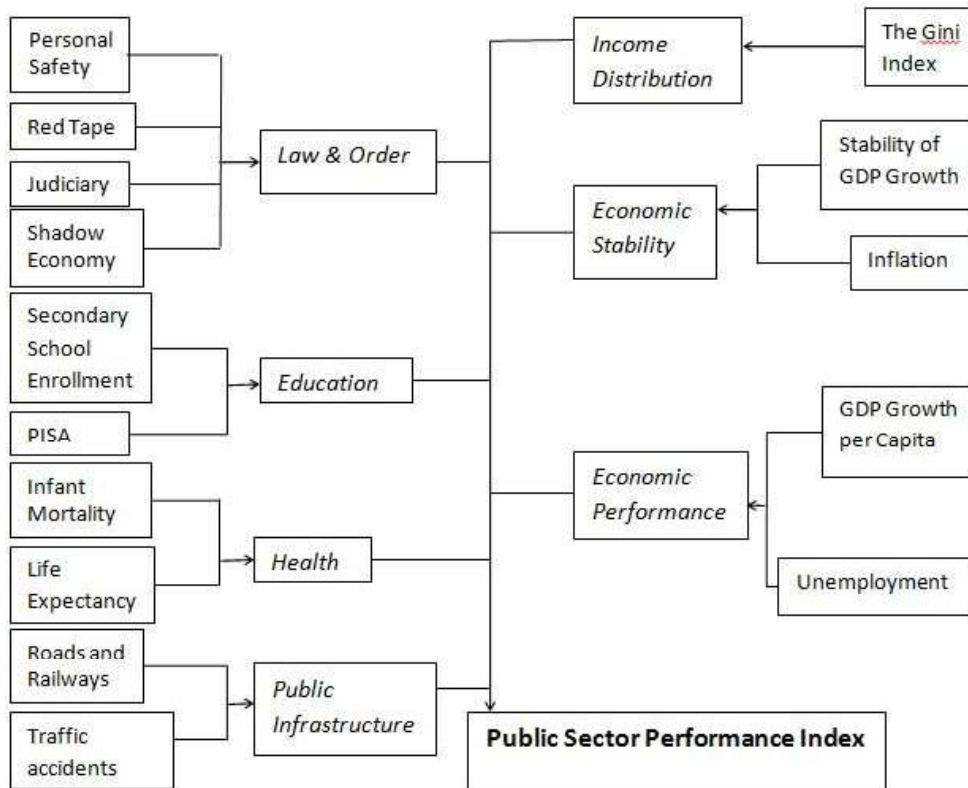 Personal
Safety
Red Tape
Judiciary
Shadow
Economy
Secondary
School
Enrollment
PISA
Infant
Mortality
Life
Expectancy
Roads and
Railways
Traffic
accidents
Law & Order
Education
Health
Public
Infrastructure
Income
Distribution
Economic
Stability
Economic
Performance
The Gini
Index
Stability of
GDP Growth
Inflation
GDP Growth
per Capita
Unemployment
Public Sector Performance Index